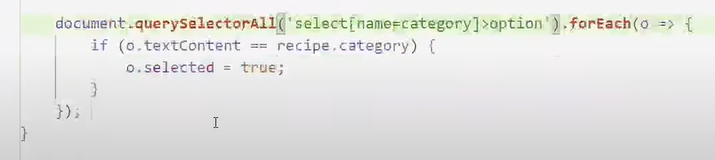 document.querySelectorAll('select[name=category]>option').forEach(o => {
if (o.textContent == recipe.category) {
o.selected = true;
}
});
}